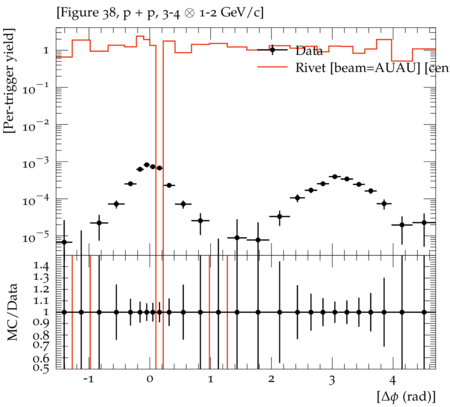 [Figure 38, p + p, 3-4 ⊗ 1-2 GeV/c]
[Per-trigger yield]
1
10⁻¹
10⁻²
10⁻³
10⁻⁴
10⁻⁵
Data
Rivet [beam=AUAU] [cen
MC/Data
1.4
1.3
1.2
1.1
1
0.9
0.8
0.7
0.6
0.5
-1 0 1 2 3 4
[Δϕ (rad)]